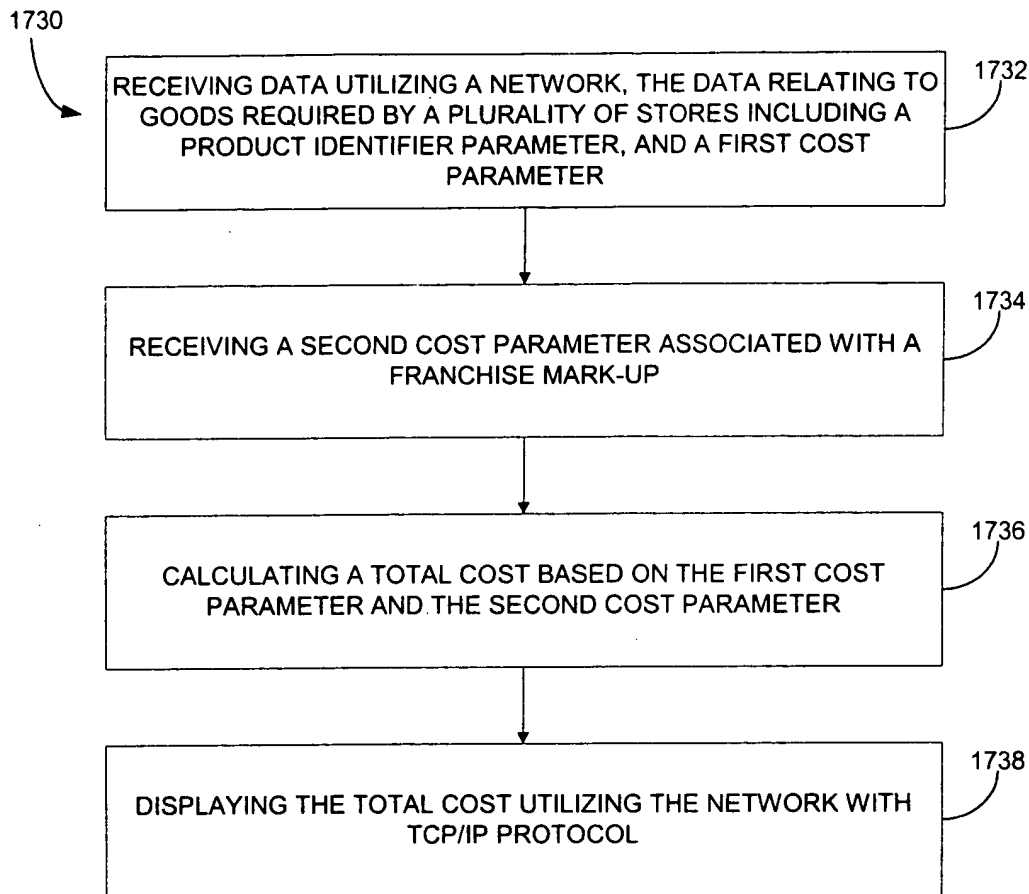 1730
RECEIVING DATA UTILIZING A NETWORK, THE DATA RELATING TO
GOODS REQUIRED BY A PLURALITY OF STORES INCLUDING A
PRODUCT IDENTIFIER PARAMETER, AND A FIRST COST
PARAMETER
1732
RECEIVING A SECOND COST PARAMETER ASSOCIATED WITH A
FRANCHISE MARK-UP
1734
CALCULATING A TOTAL COST BASED ON THE FIRST COST
PARAMETER AND THE SECOND COST PARAMETER
1736
DISPLAYING THE TOTAL COST UTILIZING THE NETWORK WITH
TCP/IP PROTOCOL
1738